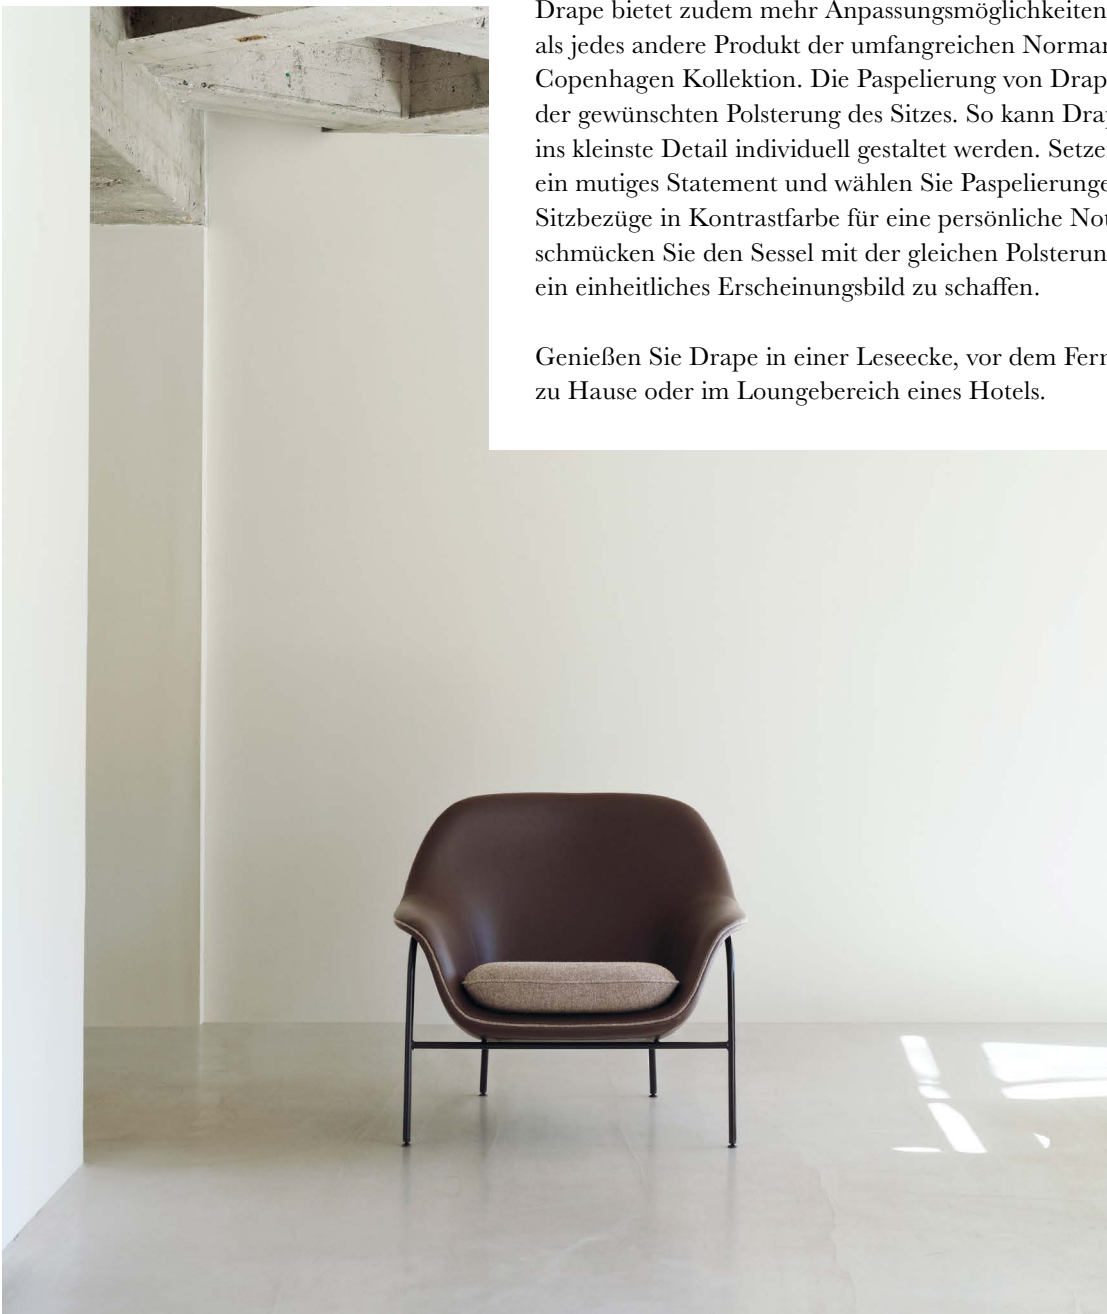 Drape bietet zudem mehr Anpassungsmöglichkeiten
als jedes andere Produkt der umfangreichen Norman
Copenhagen Kollektion. Die Paspelierung von Drap
der gewünschten Polsterung des Sitzes. So kann Dra
ins kleinste Detail individuell gestaltet werden. Setze
ein mutiges Statement und wählen Sie Paspelierunge
Sitzbezüge in Kontrastfarbe für eine persönliche Not
schmücken Sie den Sessel mit der gleichen Polsterun
ein einheitliches Erscheinungsbild zu schaffen.
Genießen Sie Drape in einer Leseecke, vor dem Fern
zu Hause oder im Loungebereich eines Hotels.